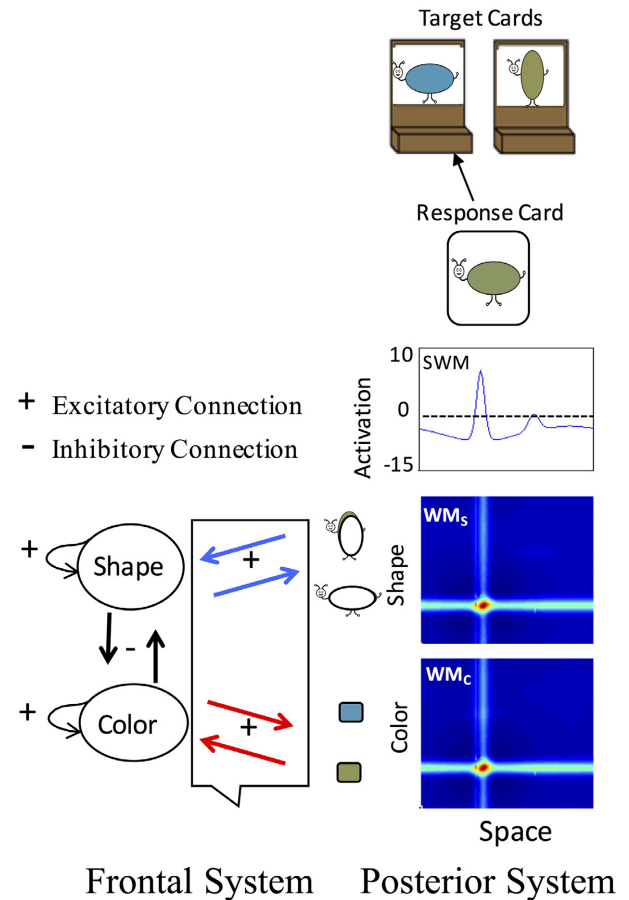 Target Cards
Response Card
10
SWM
0
Activation
-15
+ Excitatory Connection
- Inhibitory Connection
WMS
Shape
+
Shape
+
-
WMC
Color
+
Color
+
Space
Frontal System
Posterior System